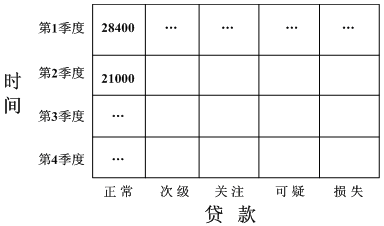 第1季度 28400 … … … …
时间
第2季度 21000
第3季度 …
第4季度 …
正常 次级 关注 可疑 损失
贷款